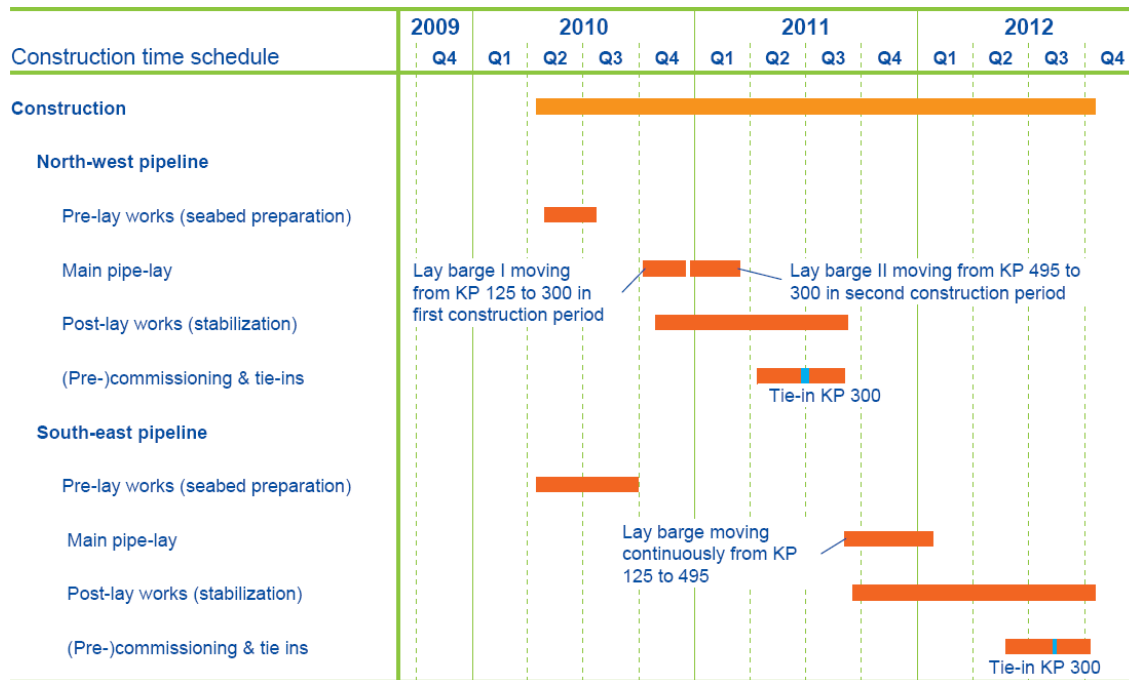 2009 2010 2011 2012
Construction time schedule Q4 Q1 Q2 Q3 Q4 Q1 Q2 Q3 Q4 Q1 Q2 Q3 Q4
Construction
North-west pipeline
Pre-lay works (seabed preparation)
Main pipe-lay
Lay barge I moving
from KP 125 to 300 in
first construction period
Lay barge II moving from KP 495 to
300 in second construction period
Post-lay works (stabilization)
(Pre-)commissioning & tie-ins
Tie-in KP 300
South-east pipeline
Pre-lay works (seabed preparation)
Main pipe-lay
Lay barge moving
continuously from KP
125 to 495
Post-lay works (stabilization)
(Pre-)commissioning & tie ins
Tie-in KP 300